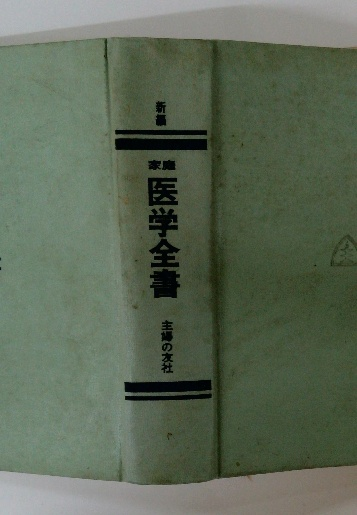 新編
家庭
医学全書
主婦の友社